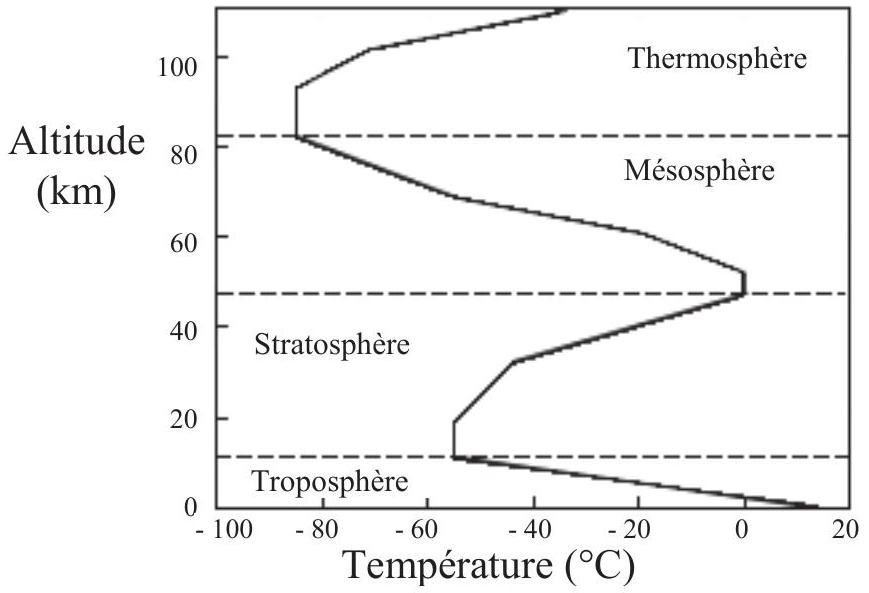 100
Thermosphère
Altitude
(km)
80
Mésosphère
60
40
Stratosphère
20
Troposphère
0
- 100 - 80 - 60 - 40 - 20 0 20
Température (°C)